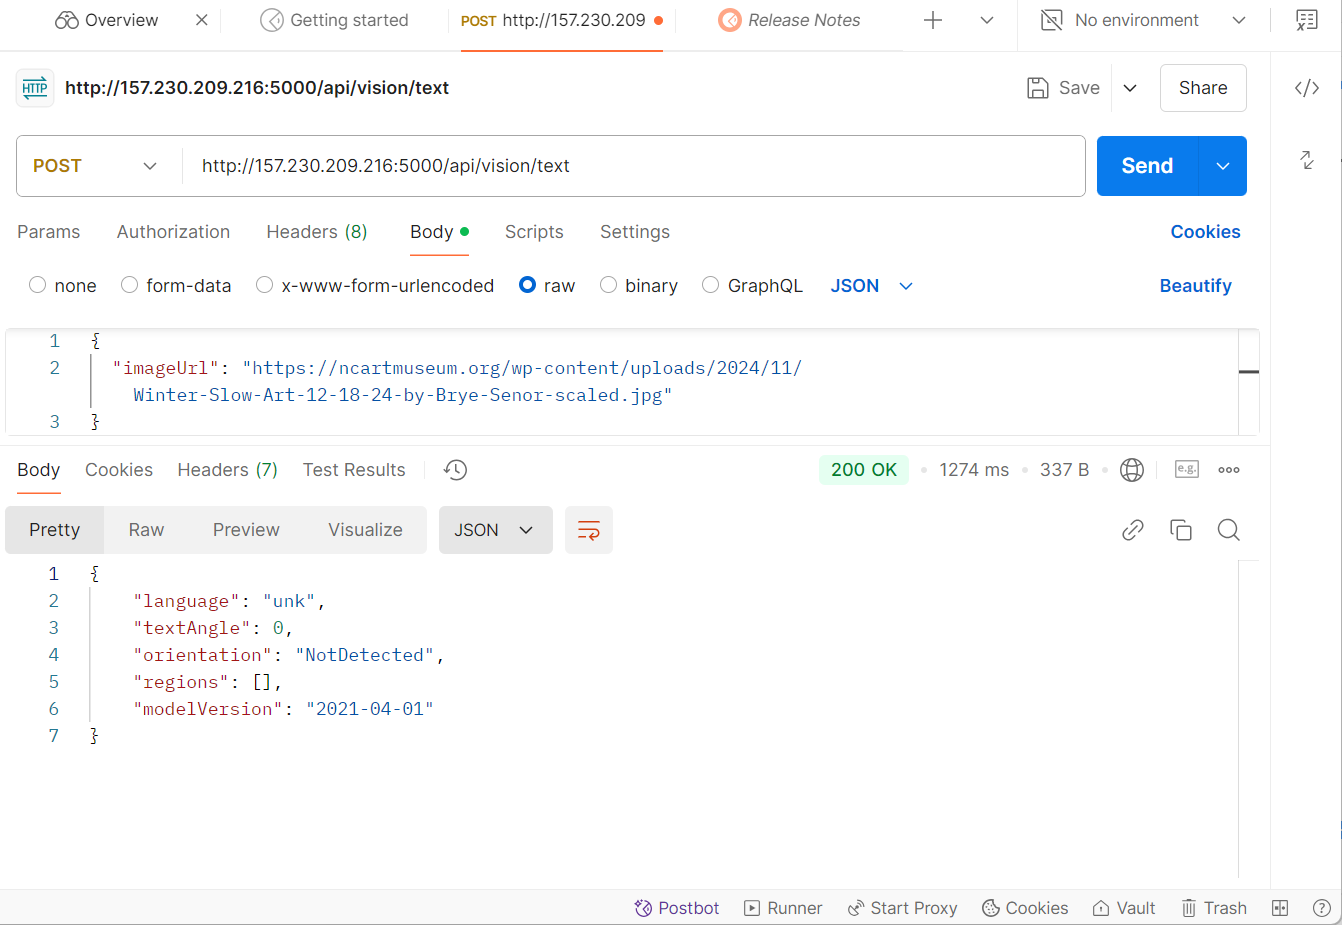 Overview
Getting started
POST http://157.230.209
Release Notes
No environment
HTTP http://157.230.209.216:5000/api/vision/text
Save
Share
POST http://157.230.209.216:5000/api/vision/text
Send
Params Authorization Headers (8) Body Scripts Settings Cookies
none form-data x-www-form-urlencoded raw binary GraphQL JSON Beautify
1 {
2 "imageUrl": "https://ncartmuseum.org/wp-content/uploads/2024/11/
Winter-Slow-Art-12-18-24-by-Brye-Senor-scaled.jpg"
3 }
Body Cookies Headers (7) Test Results 200 OK 1274 ms 337 B e.g.
Pretty Raw Preview Visualize JSON
1 {
2 "language": "unk",
3 "textAngle": 0,
4 "orientation": "NotDetected",
5 "regions": [],
6 "modelVersion": "2021-04-01"
7 }
Postbot Runner Start Proxy Cookies Vault Trash